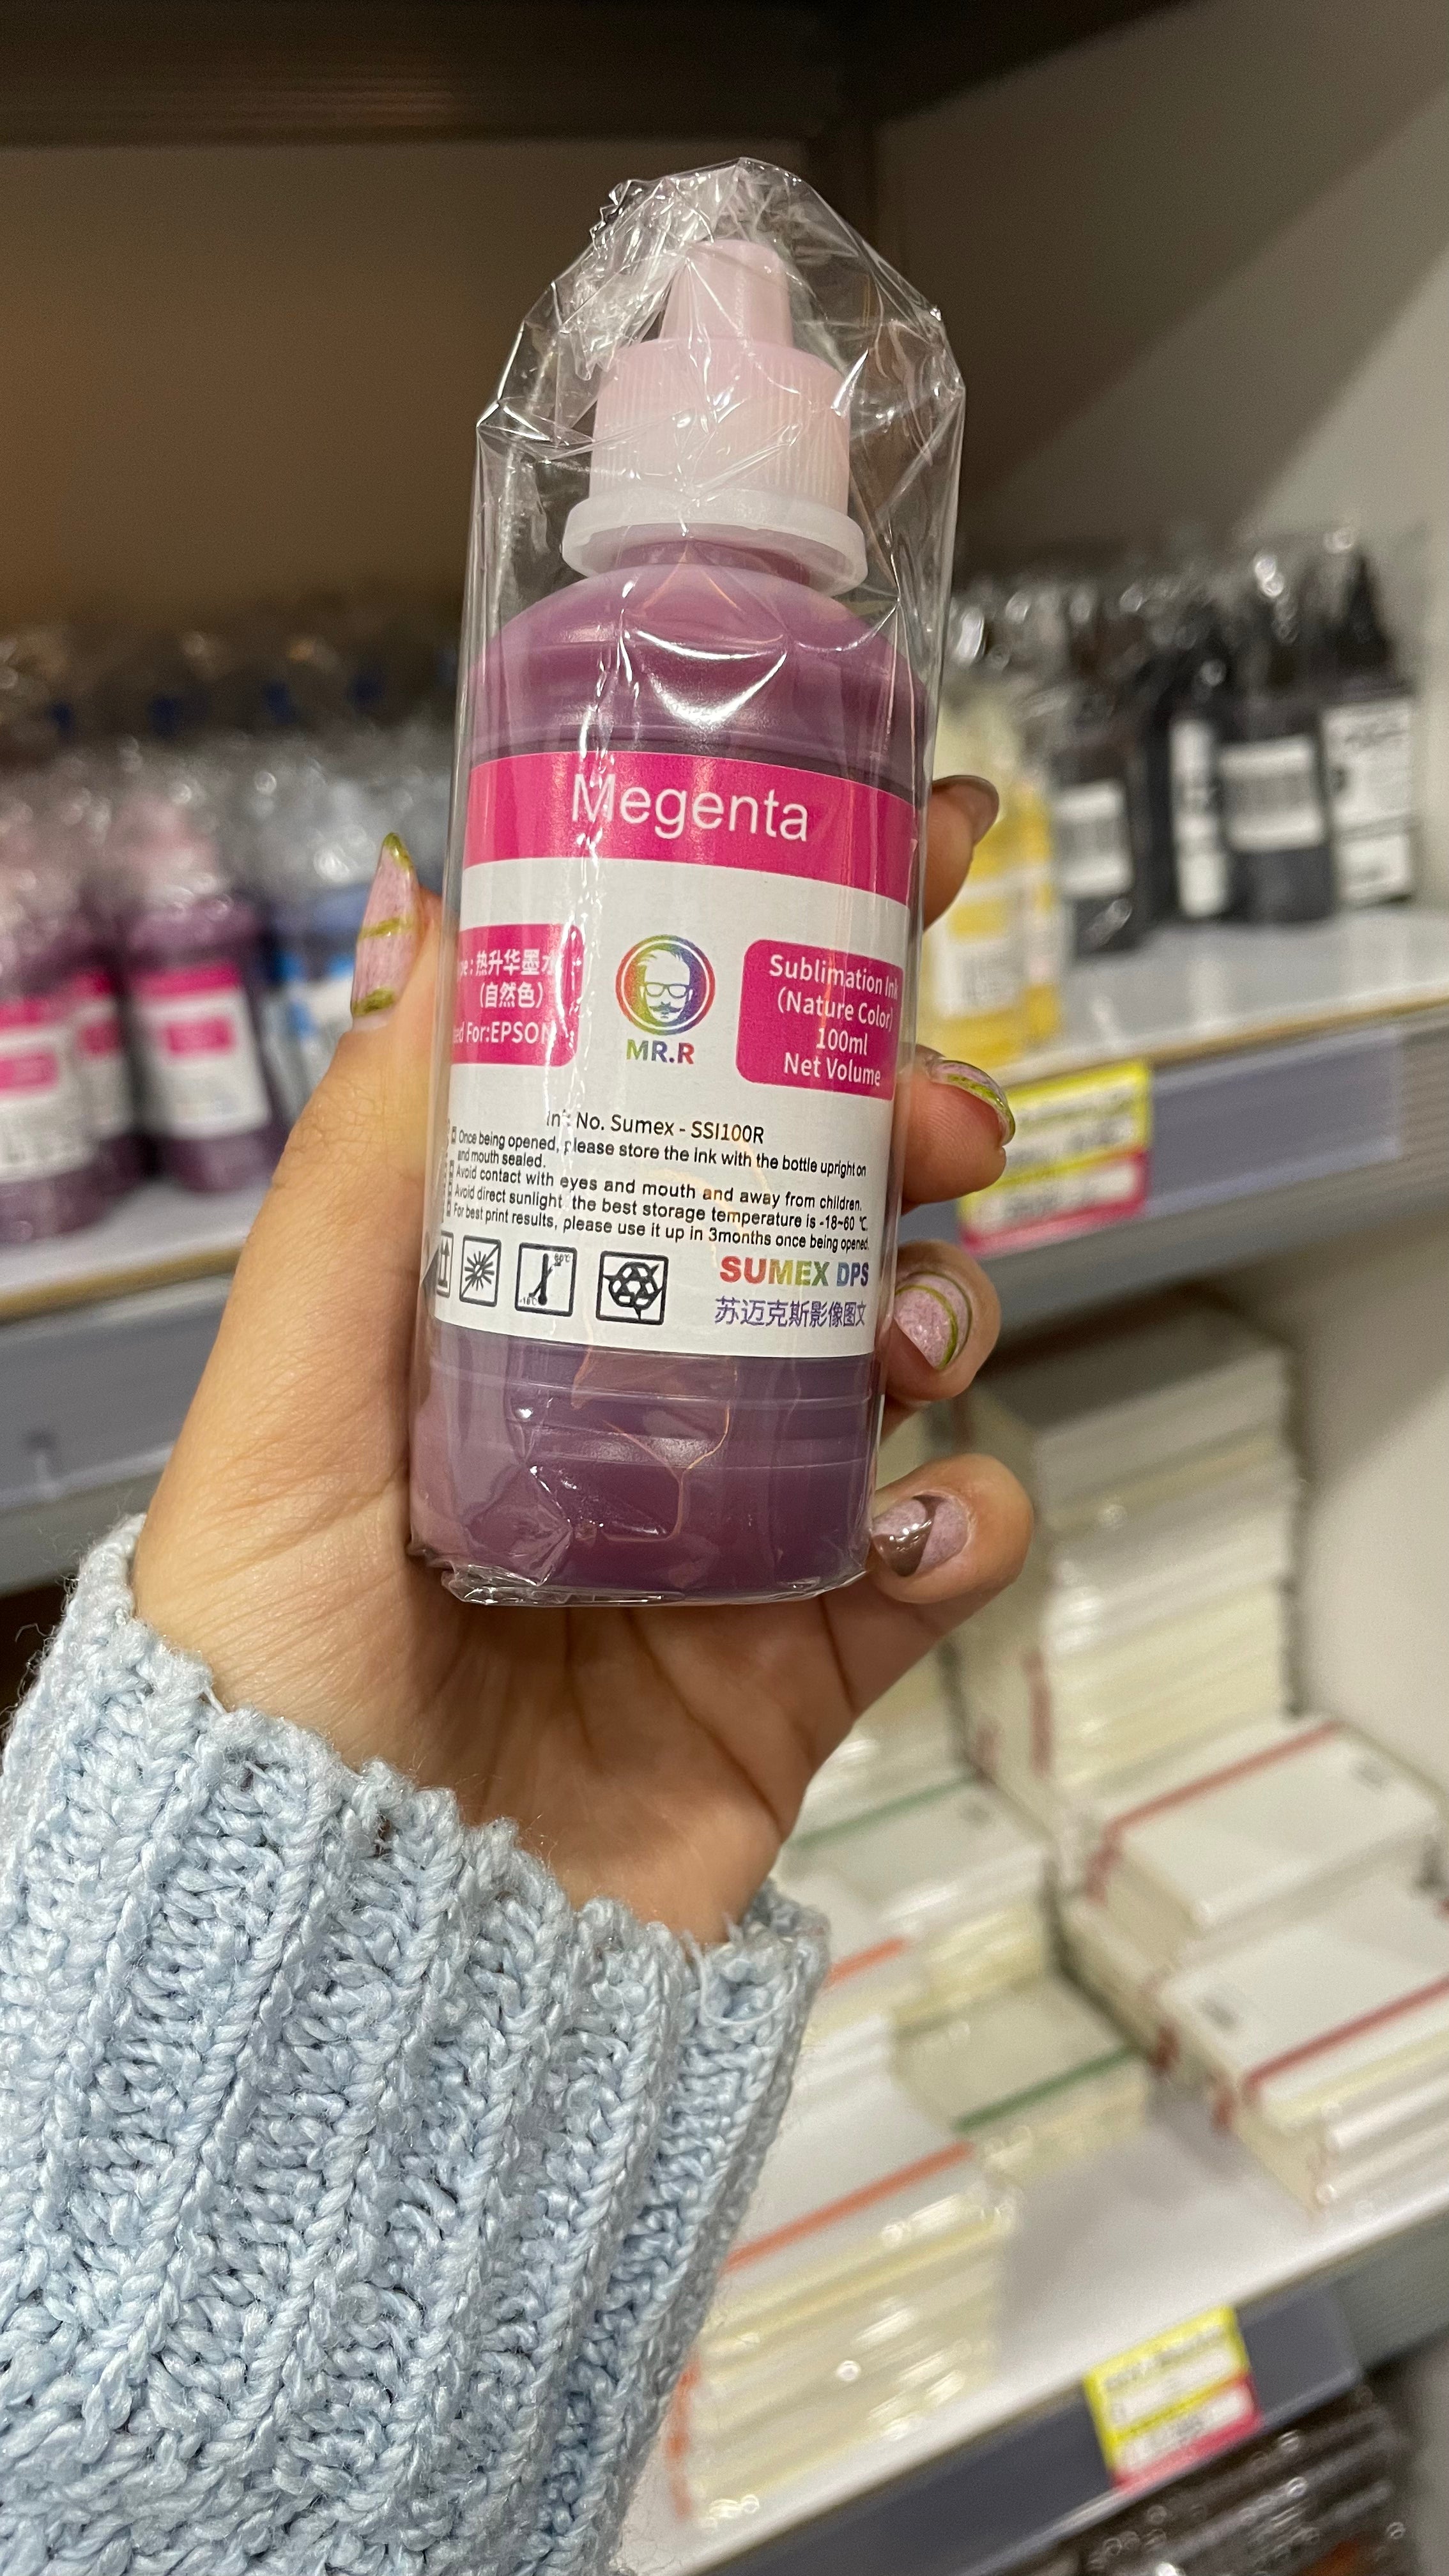 Megenta
热升华墨水
(自然色)
For:EPSON
MR.R
Sublimation Ink
(Nature Color)
100ml
Net Volume
Ink No. Sumex - SSI100R
Once being opened, please store the ink with the bottle upright on
and mouth sealed.
Avoid contact with eyes and mouth and away from children.
Avoid direct sunlight the best storage temperature is -18~60 ℃.
For best print results, please use it up in 3months once being opened.
60℃
-18℃
SUMEX DPS
苏迈克斯影像图文